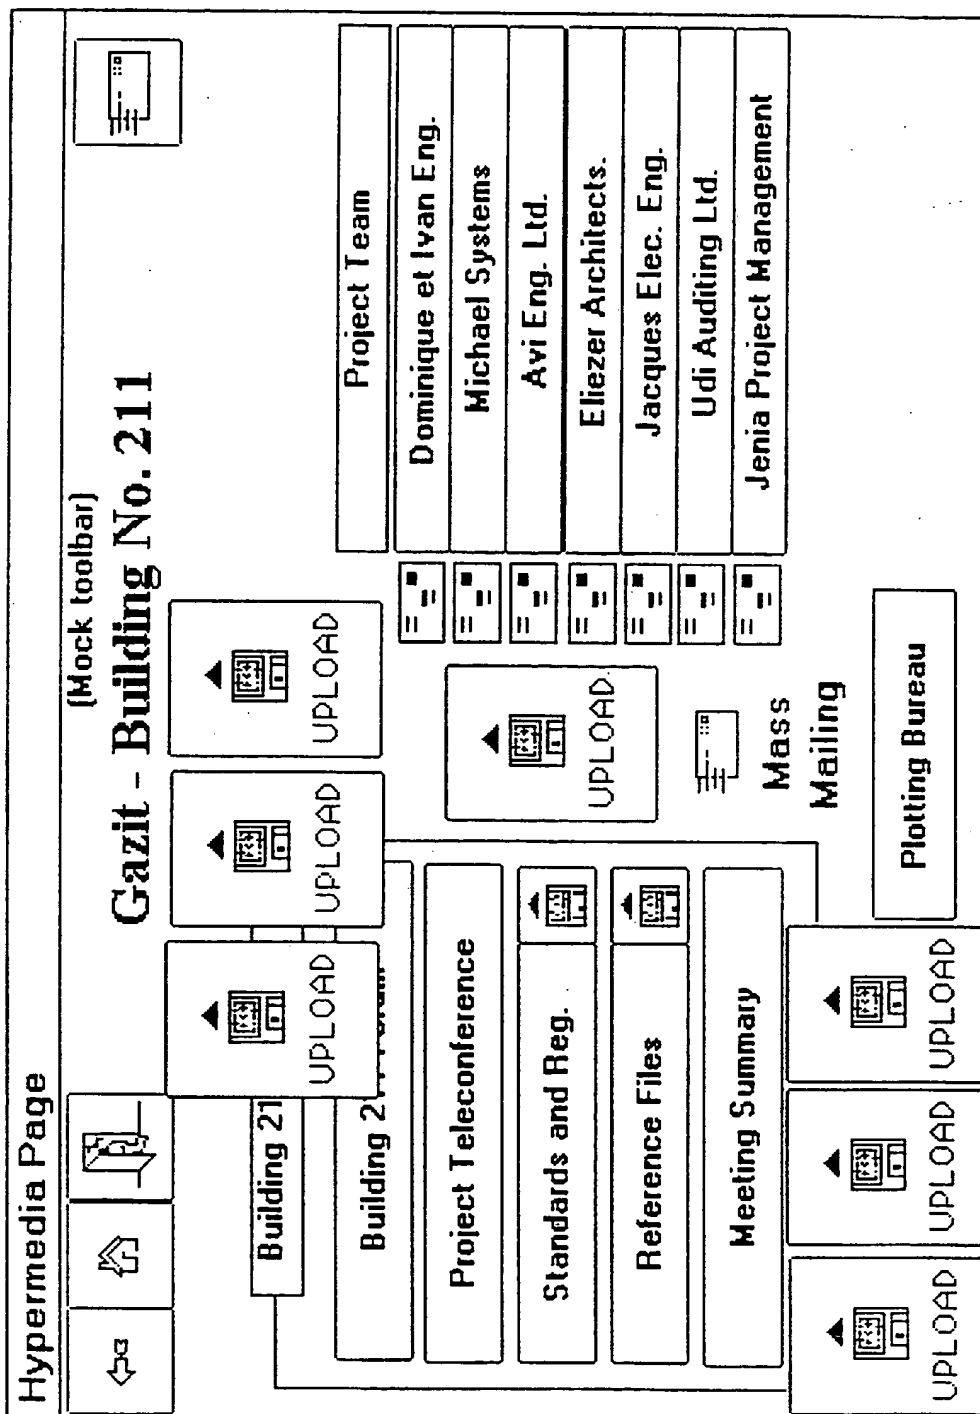 Hypermedia Page
(Mock toolbar)
Gazit - Building No. 211
UPLOAD
UPLOAD
UPLOAD
Building 21
Building 21
Project Teleconference
Standards and Reg.
Reference Files
Meeting Summary
UPLOAD
Mass
Mailing
Project Team
Dominique et Ivan Eng.
Michael Systems
Avi Eng. Ltd.
Eliezer Architects.
Jacques Elec. Eng.
Udi Auditing Ltd.
Jenia Project Management
UPLOAD
UPLOAD
UPLOAD
Plotting Bureau